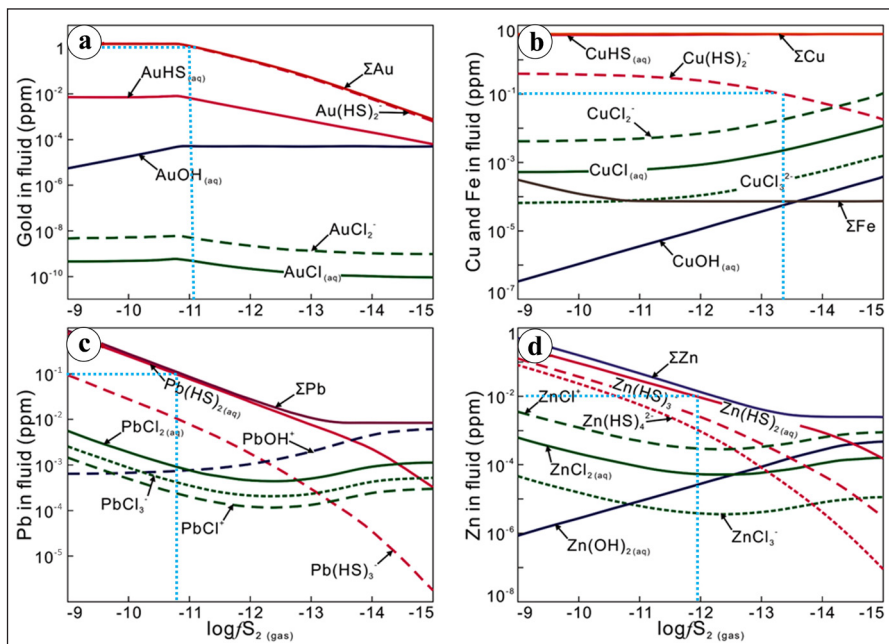 a
Gold in fluid (ppm)
1
10⁻²
10⁻⁴
10⁻⁶
10⁻⁸
10⁻¹⁰
ΣAu
AuHS(aq)
Au(HS)₂⁻
AuOH(aq)
AuCl₂⁻
AuCl(aq)
-9 -10 -11 -12 -13 -14 -15
b
Cu and Fe in fluid (ppm)
10
10⁻¹
10⁻³
10⁻⁵
10⁻⁷
CuHS(aq)
Cu(HS)₂⁻
ΣCu
CuCl₂⁻
CuCl(aq)
CuCl₃²⁻
ΣFe
CuOH(aq)
-9 -10 -11 -12 -13 -14 -15
c
Pb in fluid (ppm)
10⁻¹
10⁻²
10⁻³
10⁻⁴
10⁻⁵
Pb(HS)₂(aq)
ΣPb
PbCl₂(aq)
PbOH⁺
PbCl₃⁻
PbCl⁺
Pb(HS)₃⁻
-9 -10 -11 -12 -13 -14 -15
logfS₂ (gas)
d
Zn in fluid (ppm)
1
10⁻²
10⁻⁴
10⁻⁶
10⁻⁸
ΣZn
ZnCl⁺
Zn(HS)₃⁻
Zn(HS)₄²⁻
Zn(HS)₂(aq)
ZnCl₂(aq)
Zn(OH)₂(aq)
ZnCl₃⁻
-9 -10 -11 -12 -13 -14 -15
logfS₂ (gas)